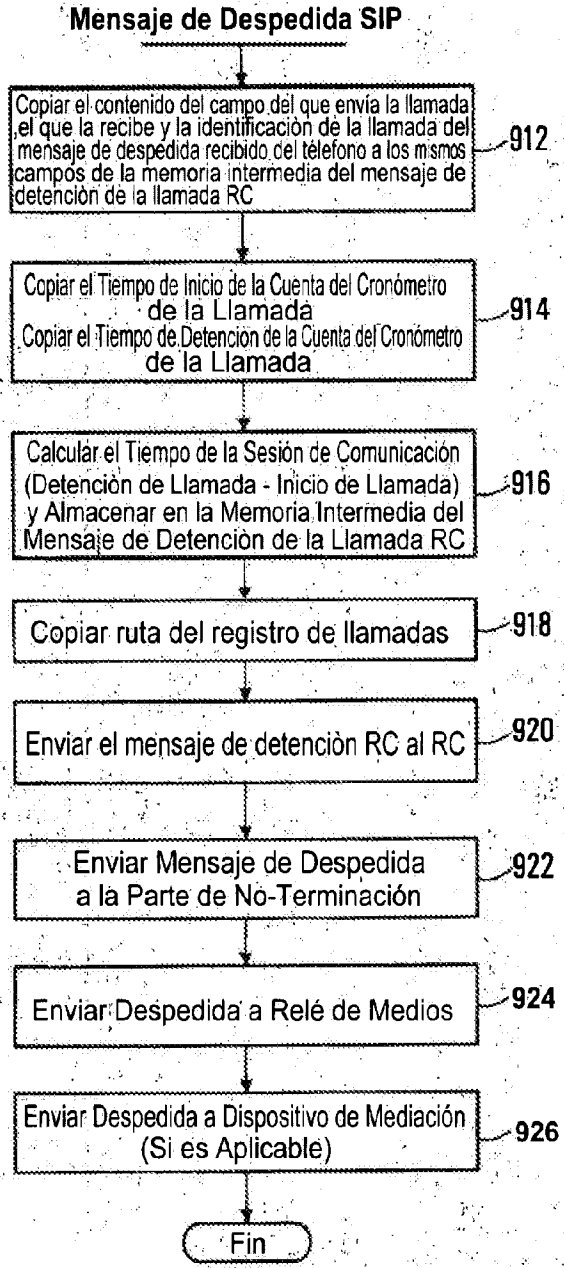 Mensaje de Despedida SIP
Copiar el contenido del campo del que envía la llamada
,el que la recibe y la identificación de la llamada del
mensaje de despedida recibido del télefono a los mismos
campos de la memoria intermedia del mensaje de
detención de la llamada RC
912
Copiar el Tiempo de Inicio de la Cuenta del Cronómetro
de la Llamada
Copiar el Tiempo de Detención de la Cuenta del Cronómetro
de la Llamada
914
Calcular el Tiempo de la Sesión de Comunicación
(Detención de Llamada - Inicio de Llamada)
y Almacenar en la Memoria Intermedia del
Mensaje de Detención de la Llamada RC
916
Copiar ruta del registro de llamadas
918
Enviar el mensaje de detención RC al RC
920
Enviar Mensaje de Despedida
a la Parte de No-Terminación
922
Enviar Despedida a Relé de Medios
924
Enviar Despedida a Dispositivo de Mediación
(Si es Aplicable)
926
Fin